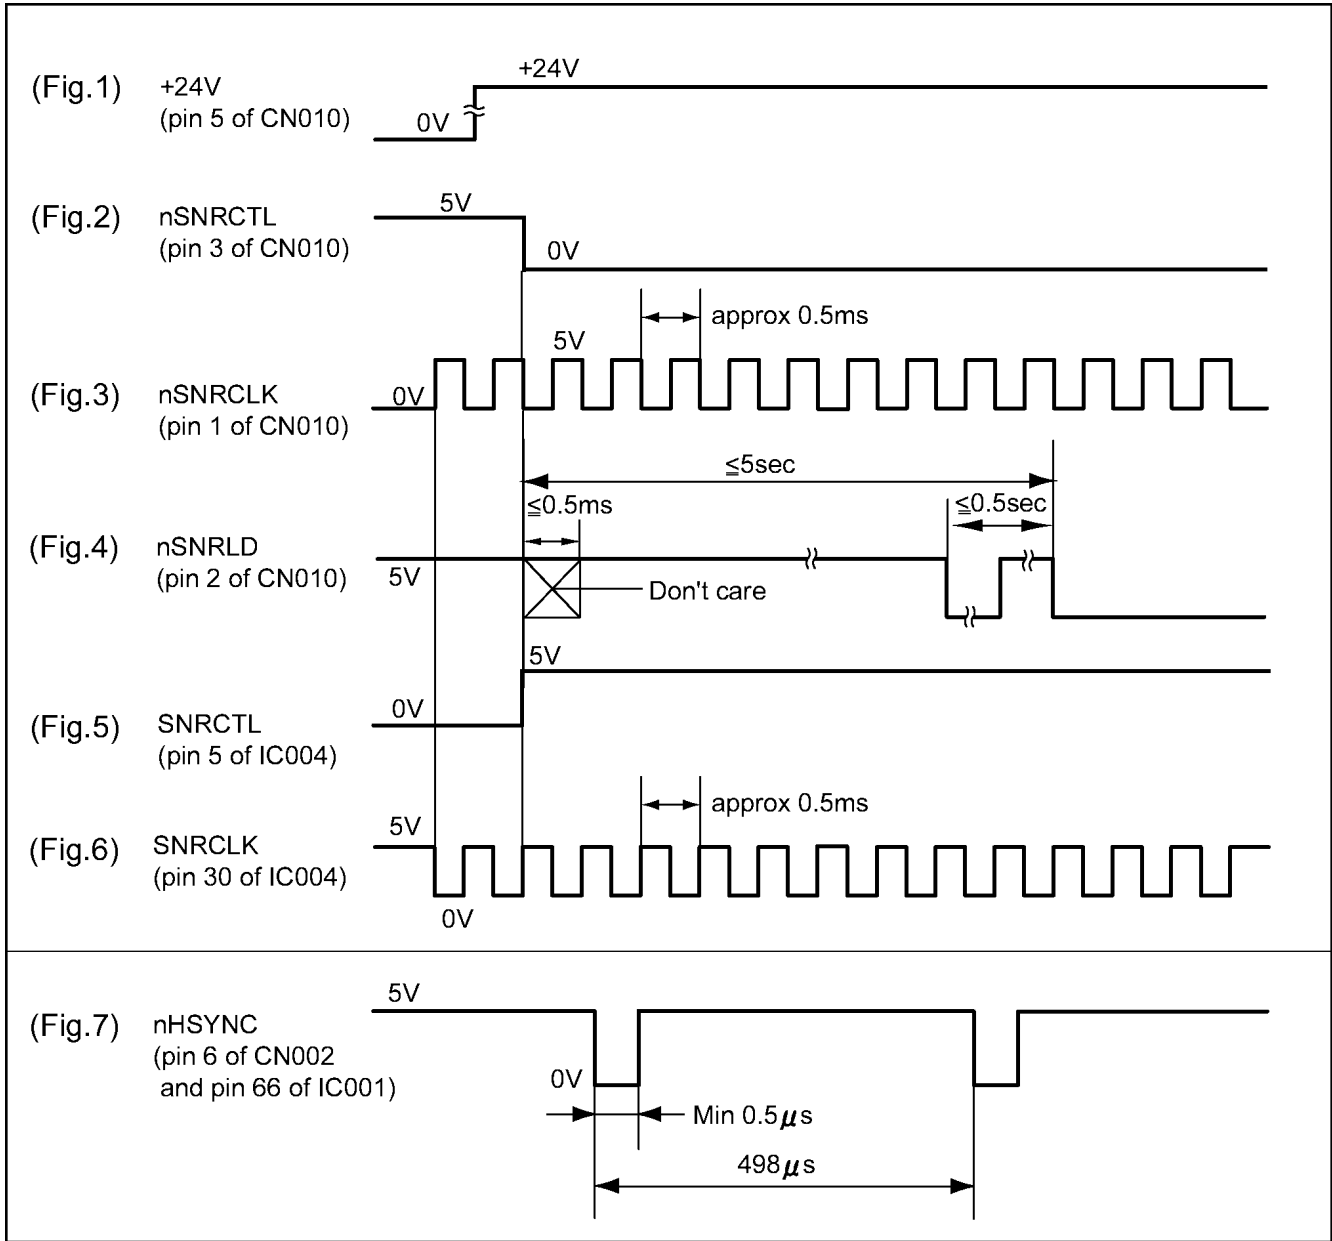 (Fig.1) +24V
(pin 5 of CN010)
0V
+24V
(Fig.2) nSNRCTL
(pin 3 of CN010)
5V
0V
approx 0.5ms
(Fig.3) nSNRCLK
(pin 1 of CN010)
0V
5V
≦5sec
≦0.5ms
≦0.5sec
(Fig.4) nSNRLD
(pin 2 of CN010)
5V
Don't care
(Fig.5) SNRCTL
(pin 5 of IC004)
0V
5V
approx 0.5ms
(Fig.6) SNRCLK
(pin 30 of IC004)
5V
0V
(Fig.7) nHSYNC
(pin 6 of CN002
and pin 66 of IC001)
5V
0V
Min 0.5μs
498μs